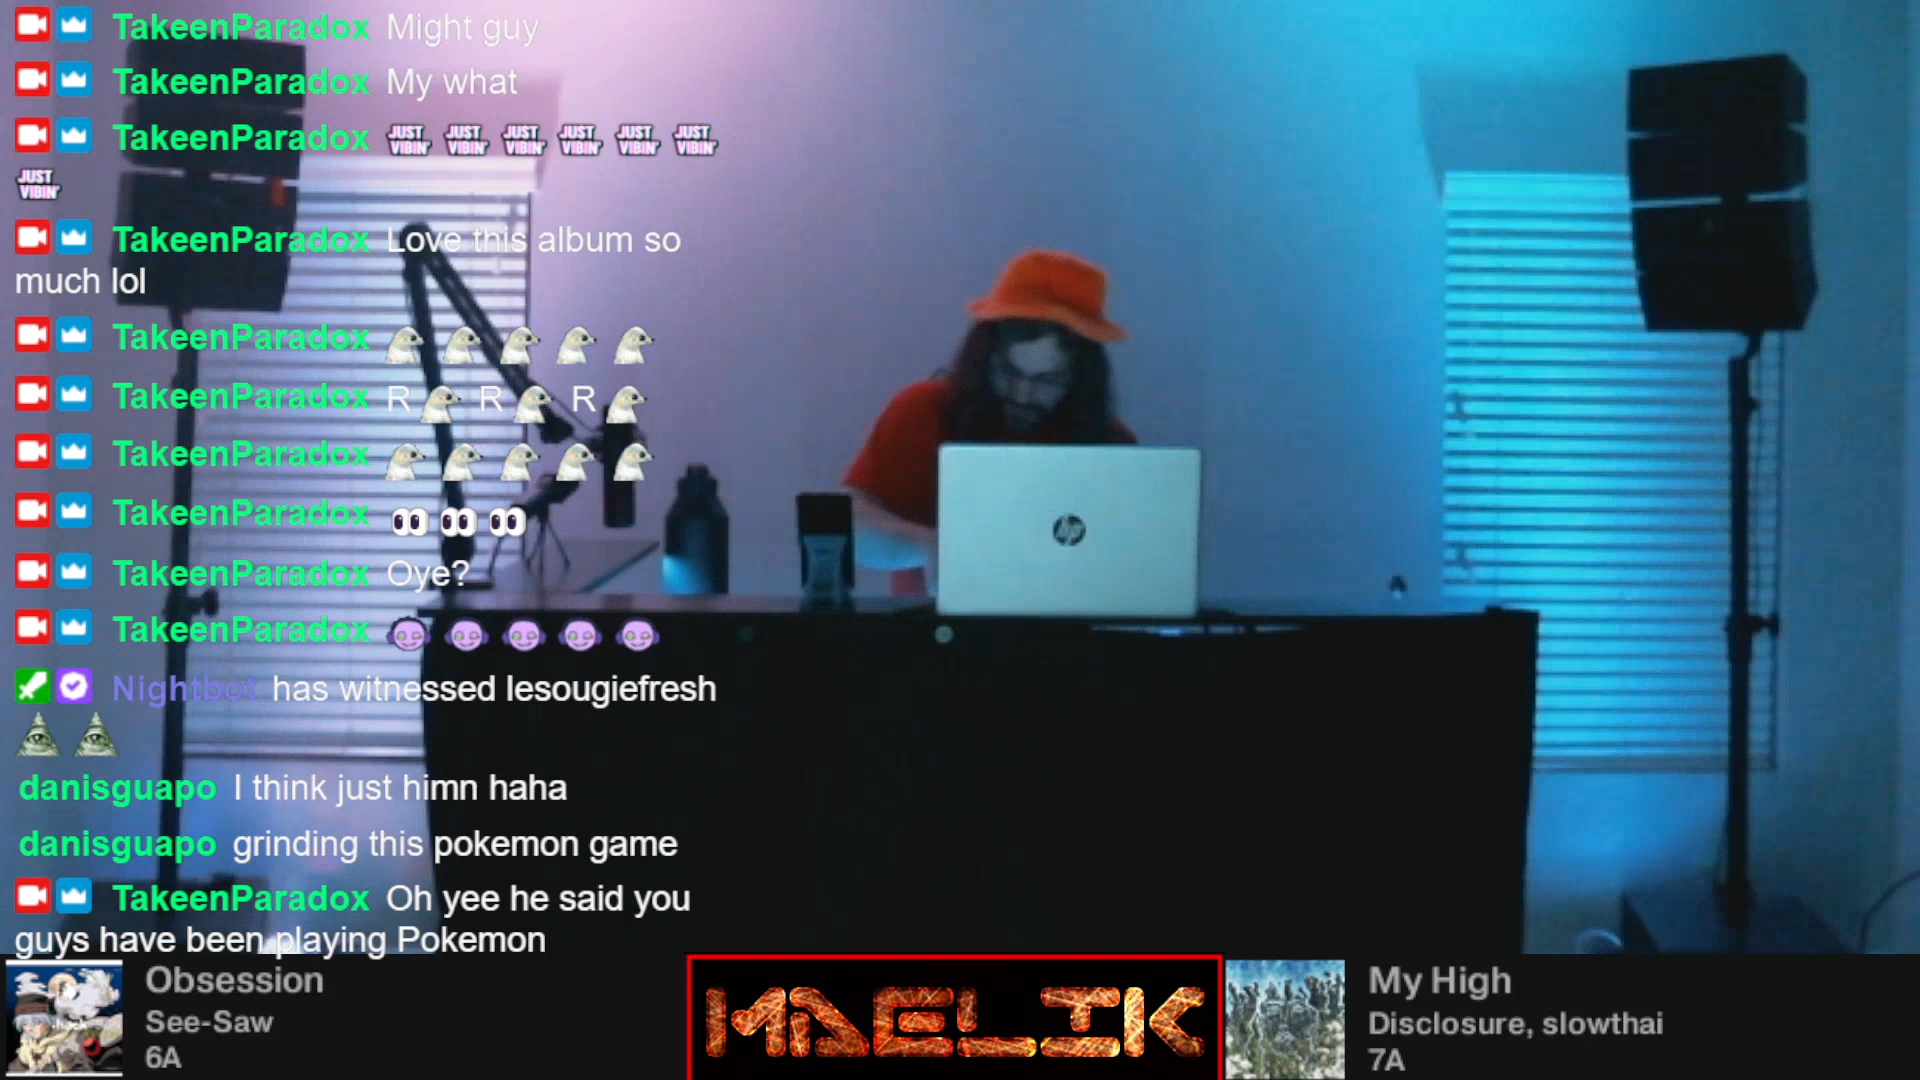 TakeenParadox Might guy
TakeenParadox My what
TakeenParadox JUST VIBIN' JUST VIBIN' JUST VIBIN' JUST VIBIN' JUST VIBIN' JUST VIBIN'
JUST VIBIN'
TakeenParadox Love this album so
much lol
TakeenParadox
TakeenParadox R R R
TakeenParadox
TakeenParadox
TakeenParadox Oye?
TakeenParadox
Nightbot has witnessed lesougiefresh
danisguapo I think just himn haha
danisguapo grinding this pokemon game
TakeenParadox Oh yee he said you
guys have been playing Pokemon
hp
Obsession
See-Saw
6A
MAELIK
My High
Disclosure, slowthai
7A